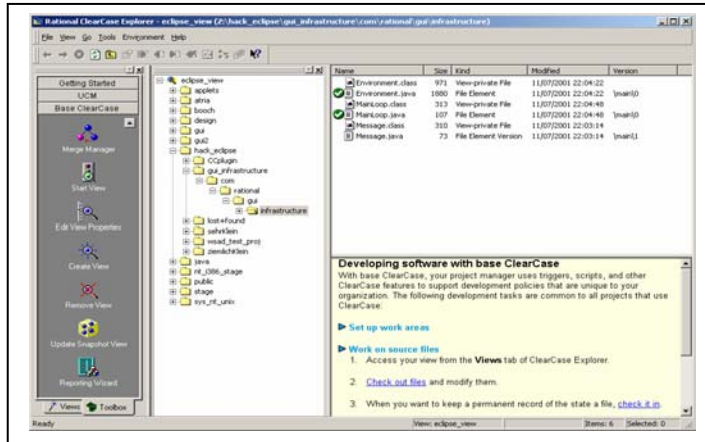 Rational ClearCase Explorer - eclipse_view (Z:\hack_eclipse\gui_infrastructure\com\rational\gui\infrastructure)
File View Go Tools Environment Help
Getting Started
UCM
Base ClearCase
Merge Manager
Start View
Edit View Properties
Create View
Remove View
Update Snapshot View
Reporting Wizard
Views Toolbox
eclipse_view
applets
atria
booch
design
gui
gui2
hack_eclipse
CCplugin
gui_infrastructure
com
rational
gui
infrastructure
lost+found
sehrKlein
wsad_test_proj
ziemlichKlein
java
nt_i386_stage
public
stage
sys_nt_unix
Name Size Kind Modified Version
Environment.class 971 View-private File 11/07/2001 22:04:22
Environment.java 1880 File Element 11/07/2001 22:04:22 \main\0
MainLoop.class 313 View-private File 11/07/2001 22:04:48
MainLoop.java 107 File Element 11/07/2001 22:04:48 \main\0
Message.class 310 View-private File 11/07/2001 22:03:14
Message.java 73 File Element Version 11/07/2001 22:03:14 \main\1
Developing software with base ClearCase
With base ClearCase, your project manager uses triggers, scripts, and other
ClearCase features to support development policies that are unique to your
organization. The following development tasks are common to all projects that use
ClearCase:
Set up work areas
Work on source files
1. Access your view from the Views tab of ClearCase Explorer.
2. Check out files and modify them.
3. When you want to keep a permanent record of the state a file, check it in.
Ready View: eclipse_view Items: 6 Selected: 0